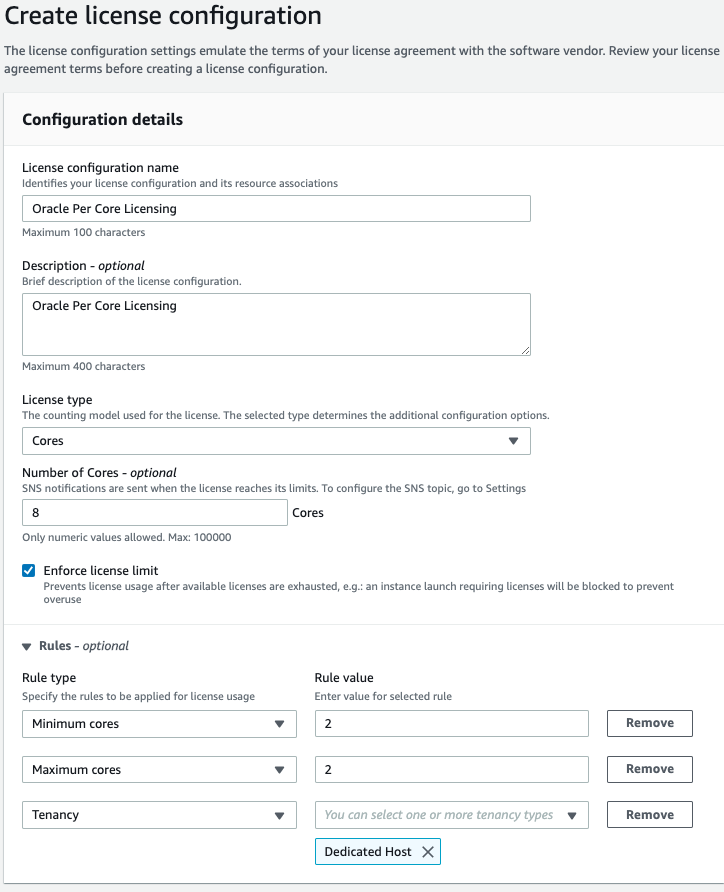 Create license configuration
The license configuration settings emulate the terms of your license agreement with the software vendor. Review your license
agreement terms before creating a license configuration.
Configuration details
License configuration name
Identifies your license configuration and its resource associations
Oracle Per Core Licensing
Maximum 100 characters
Description - optional
Brief description of the license configuration.
Oracle Per Core Licensing
Maximum 400 characters
License type
The counting model used for the license. The selected type determines the additional configuration options.
Cores
Number of Cores - optional
SNS notifications are sent when the license reaches its limits. To configure the SNS topic, go to Settings
8 Cores
Only numeric values allowed. Max: 100000
Enforce license limit
Prevents license usage after available licenses are exhausted, e.g.: an instance launch requiring licenses will be blocked to prevent
overuse
Rules - optional
Rule type Rule value
Specify the rules to be applied for license usage Enter value for selected rule
Minimum cores 2 Remove
Maximum cores 2 Remove
Tenancy You can select one or more tenancy types Remove
Dedicated Host